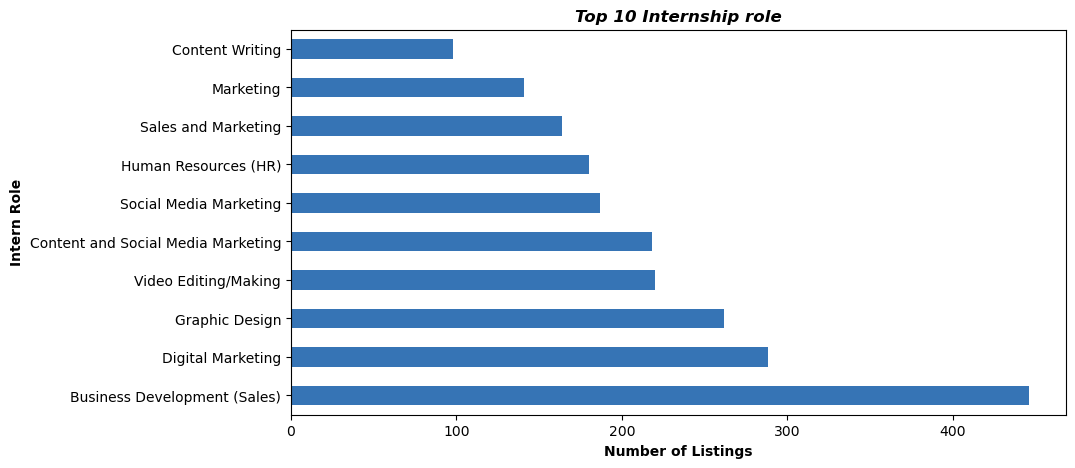 Top 10 Internship role
Intern Role
Content Writing
Marketing
Sales and Marketing
Human Resources (HR)
Social Media Marketing
Content and Social Media Marketing
Video Editing/Making
Graphic Design
Digital Marketing
Business Development (Sales)
0 100 200 300 400
Number of Listings